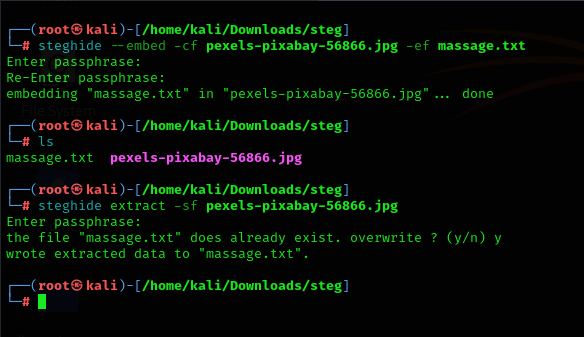 ┌──(root㉿kali)-[/home/kali/Downloads/steg]
└─# steghide --embed -cf pexels-pixabay-56866.jpg -ef massage.txt
Enter passphrase:
Re-Enter passphrase:
embedding "massage.txt" in "pexels-pixabay-56866.jpg"... done
File System
┌──(root㉿kali)-[/home/kali/Downloads/steg]
└─# ls
massage.txt  pexels-pixabay-56866.jpg
┌──(root㉿kali)-[/home/kali/Downloads/steg]
└─# steghide extract -sf pexels-pixabay-56866.jpg
Enter passphrase:
the file "massage.txt" does already exist. overwrite ? (y/n) y
wrote extracted data to "massage.txt".
┌──(root㉿kali)-[/home/kali/Downloads/steg]
└─#